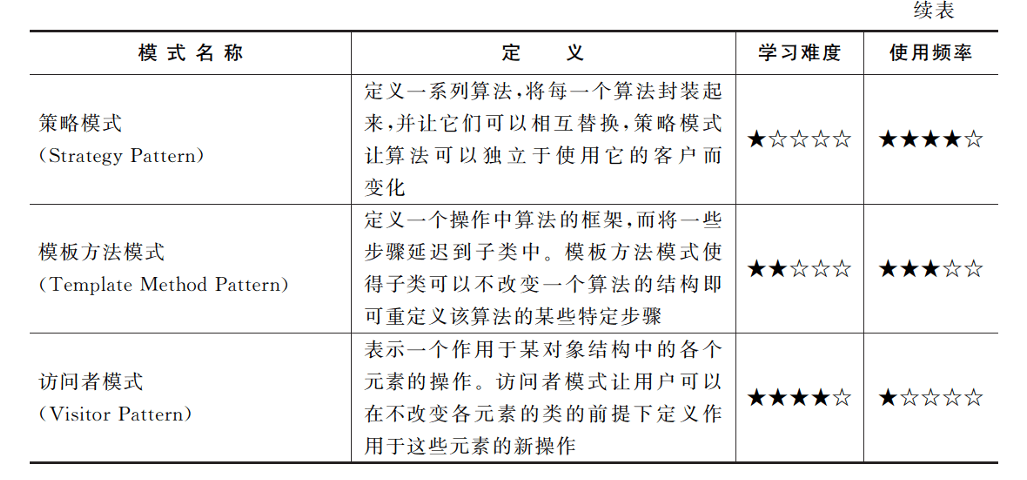 续表
模式名称 定 义 学习难度 使用频率
策略模式
(Strategy Pattern)
定义一系列算法,将每一个算法封装起
来,并让它们可以相互替换,策略模式
让算法可以独立于使用它的客户而
变化
★☆☆☆☆ ★★★★☆
模板方法模式
(Template Method Pattern)
定义一个操作中算法的框架,而将一些
步骤延迟到子类中。模板方法模式使
得子类可以不改变一个算法的结构即
可重定义该算法的某些特定步骤
★★☆☆☆ ★★★☆☆
访问者模式
(Visitor Pattern)
表示一个作用于某对象结构中的各个
元素的操作。访问者模式让用户可以
在不改变各元素的类的前提下定义作
用于这些元素的新操作
★★★★☆ ★☆☆☆☆